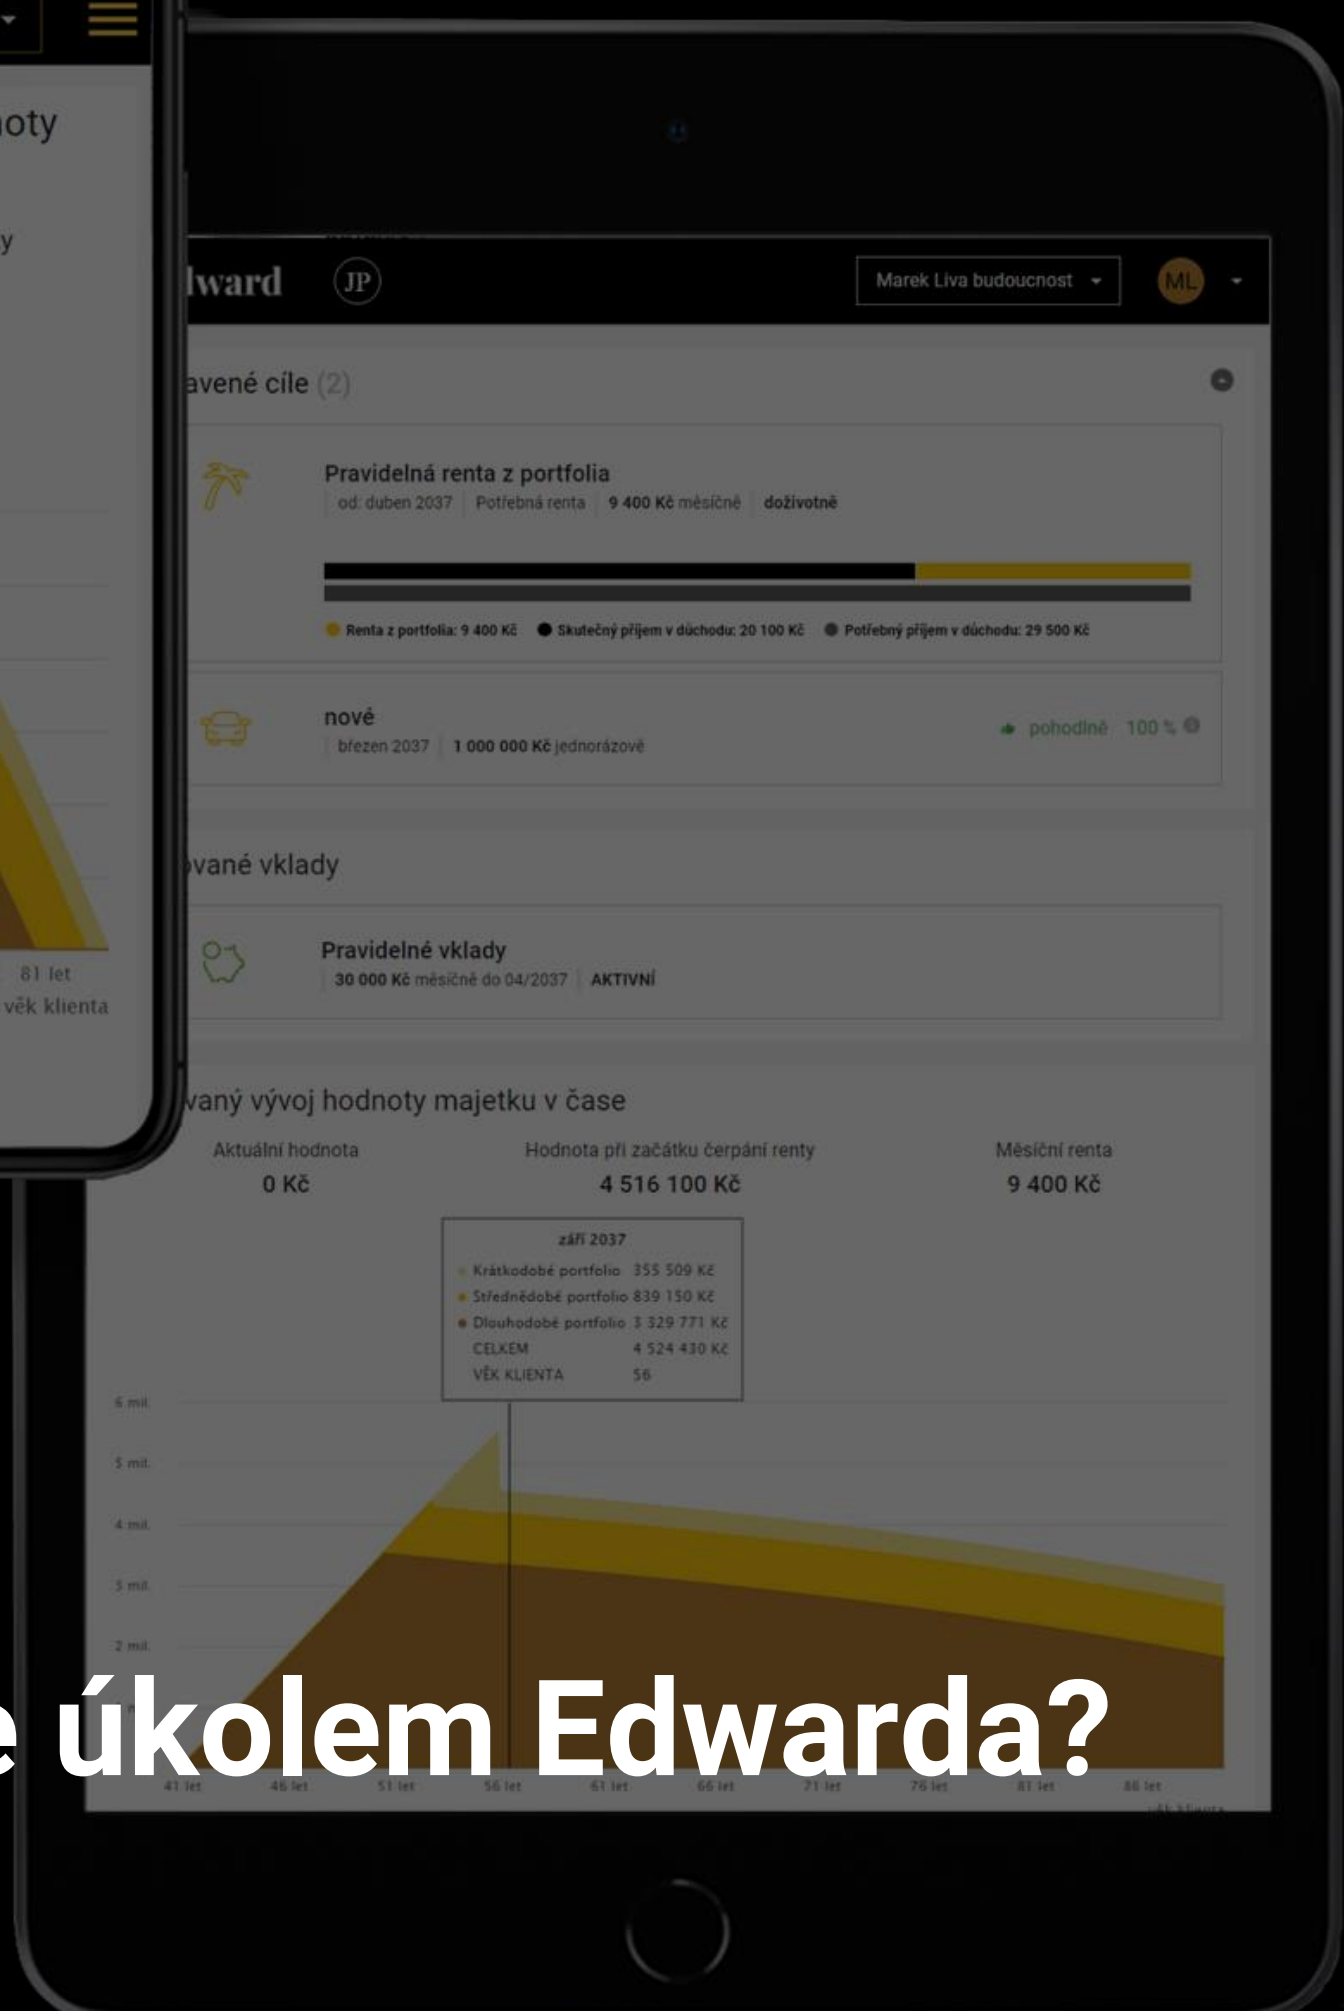 oty
y
81 let
věk klienta
dward
JP
Marek Liva budoucnost
ML
avené cíle (2)
Pravidelná renta z portfolia
od: duben 2037 Potřebná renta 9 400 Kč měsíčně doživotně
Renta z portfolia: 9 400 Kč Skutečný příjem v důchodu: 20 100 Kč Potřebný příjem v důchodu: 29 500 Kč
nové
březen 2037 1 000 000 Kč jednorázově
pohodlně 100 %
ované vklady
Pravidelné vklady
30 000 Kč měsíčně do 04/2037 AKTIVNÍ
vaný vývoj hodnoty majetku v čase
Aktuální hodnota Hodnota při začátku čerpání renty Měsíční renta
0 Kč 4 516 100 Kč 9 400 Kč
září 2037
Krátkodobé portfolio 355 509 Kč
Střednědobé portfolio 839 150 Kč
Dlouhodobé portfolio 3 329 771 Kč
CELKEM 4 524 430 Kč
VĚK KLIENTA 56
6 mil.
5 mil.
4 mil.
3 mil.
2 mil.
e úkolem Edwarda?
41 let 46 let 51 let 56 let 61 let 66 let 71 let 76 let 81 let 86 let
věk klienta